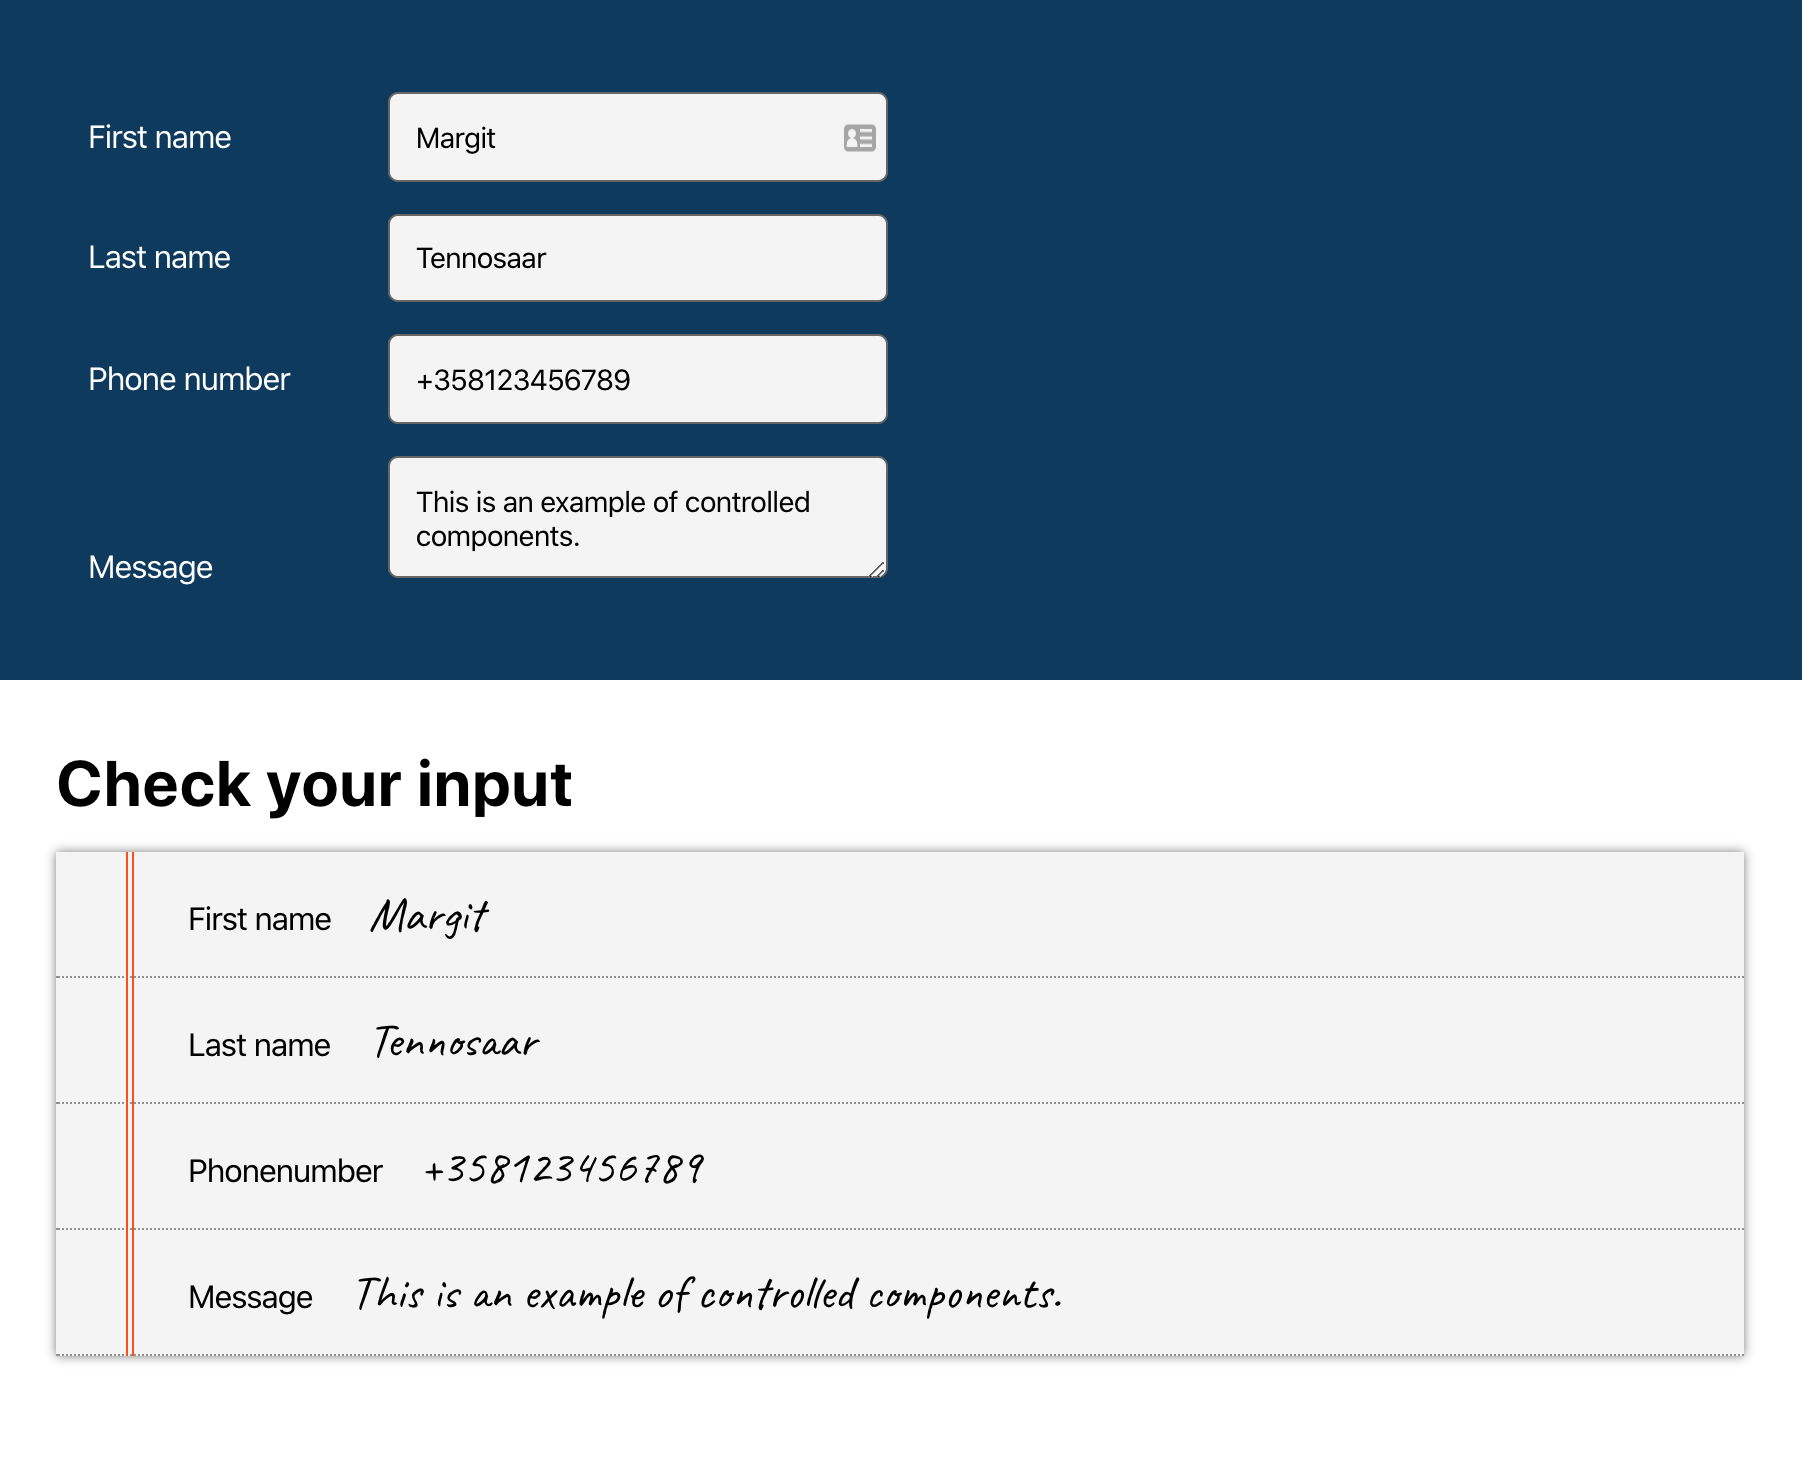 First name Margit
Last name Tennosaar
Phone number +358123456789
This is an example of controlled
components.
Message
Check your input
First name Margit
Last name Tennosaar
Phonenumber +358123456789
Message This is an example of controlled components.